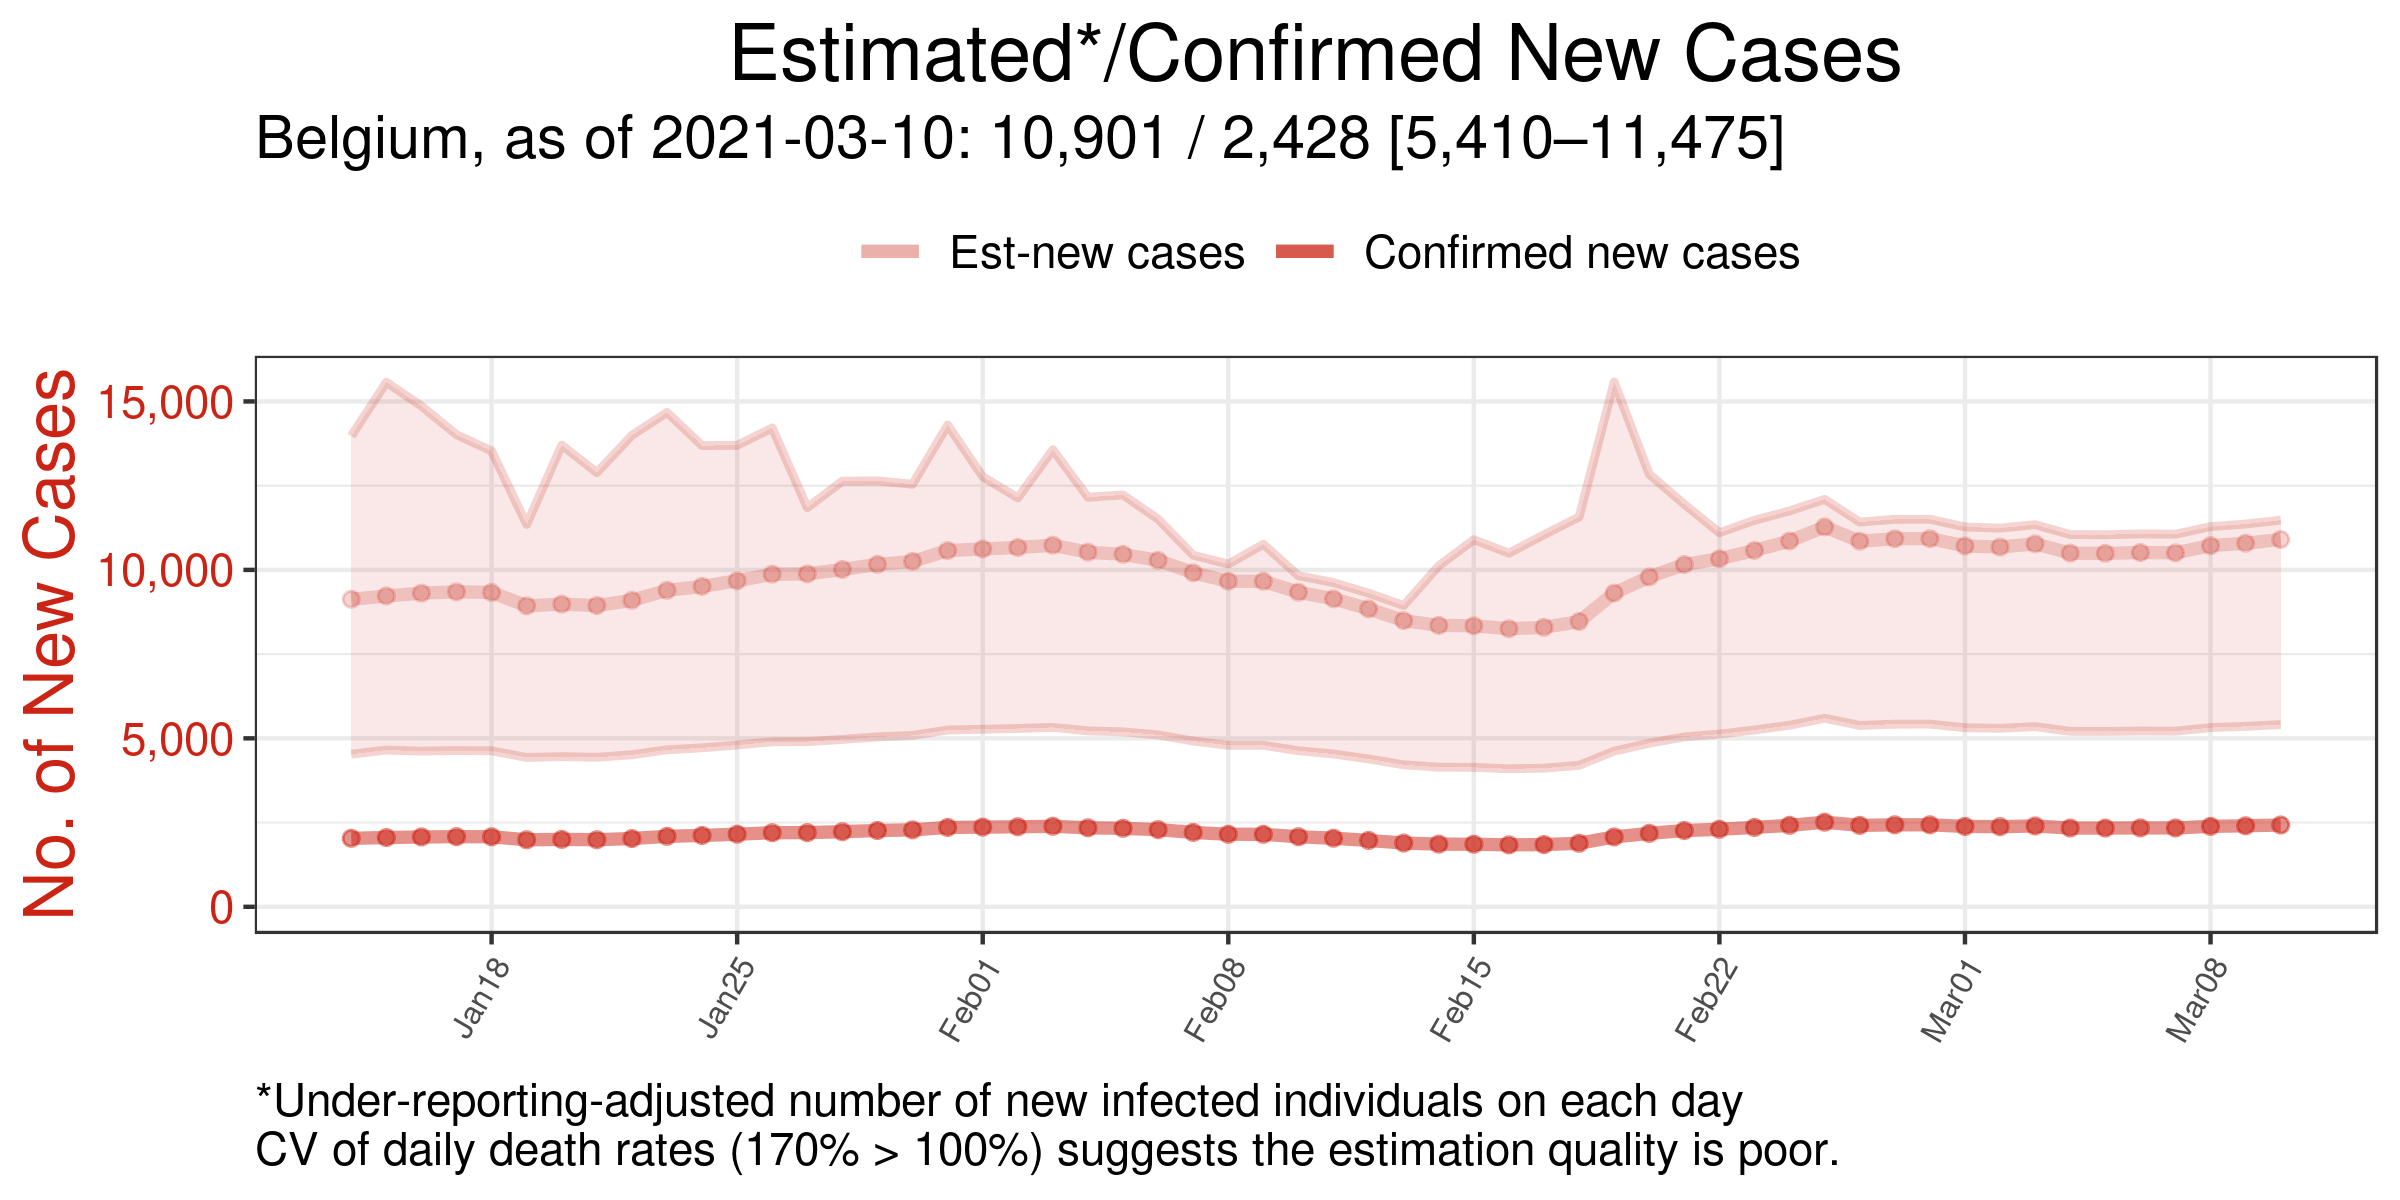 Estimated*/Confirmed New Cases
Belgium, as of 2021-03-10: 10,901 / 2,428 [5,410–11,475]
Est-new cases Confirmed new cases
No. of New Cases
15,000
10,000
5,000
0
Jan18 Jan25 Feb01 Feb08 Feb15 Feb22 Mar01 Mar08
*Under-reporting-adjusted number of new infected individuals on each day
CV of daily death rates (170% > 100%) suggests the estimation quality is poor.